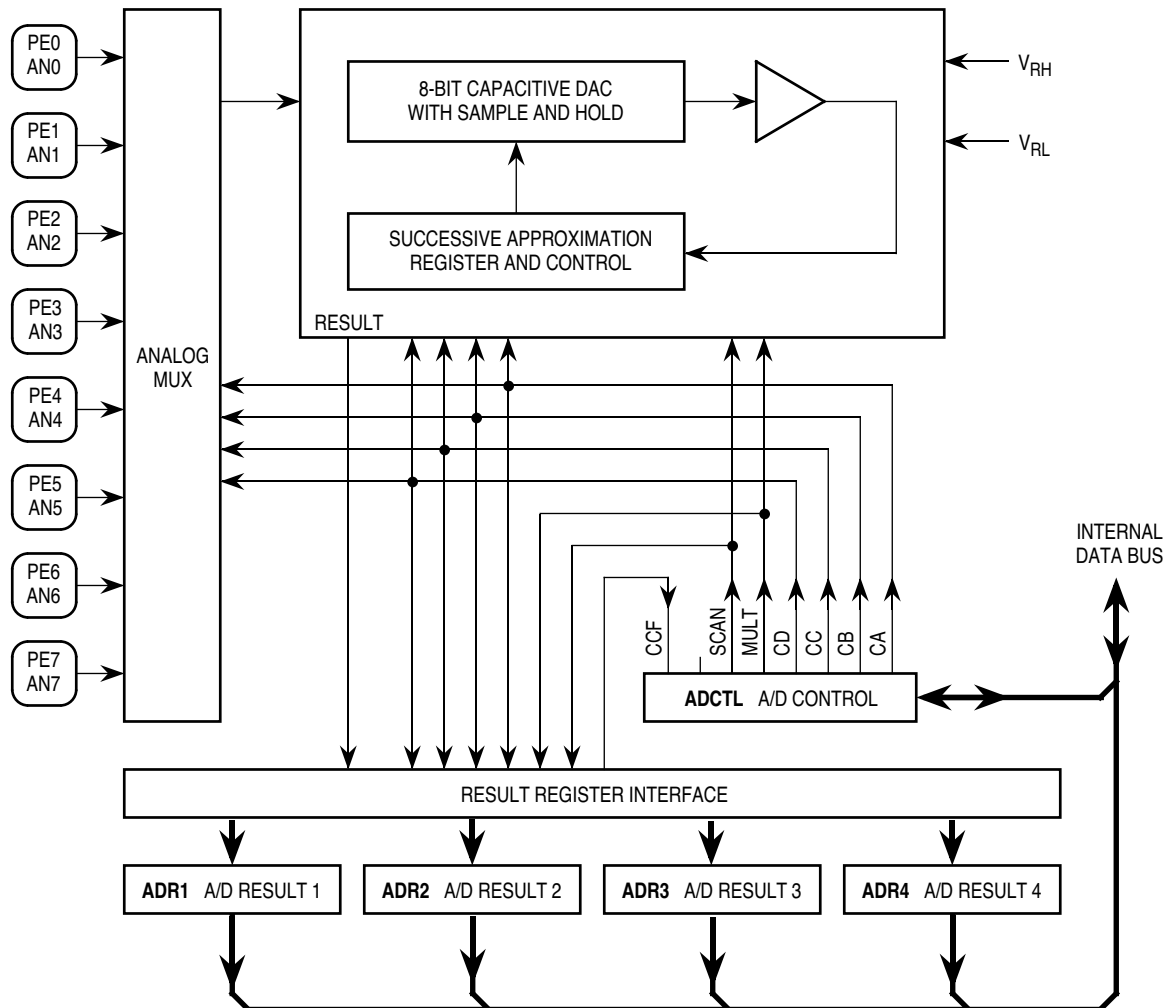 PE0
AN0
PE1
AN1
PE2
AN2
PE3
AN3
PE4
AN4
PE5
AN5
PE6
AN6
PE7
AN7
ANALOG
MUX
8-BIT CAPACITIVE DAC
WITH SAMPLE AND HOLD
SUCCESSIVE APPROXIMATION
REGISTER AND CONTROL
RESULT
VRH
VRL
INTERNAL
DATA BUS
CCF
SCAN
MULT
CD
CC
CB
CA
ADCTL A/D CONTROL
RESULT REGISTER INTERFACE
ADR1 A/D RESULT 1
ADR2 A/D RESULT 2
ADR3 A/D RESULT 3
ADR4 A/D RESULT 4